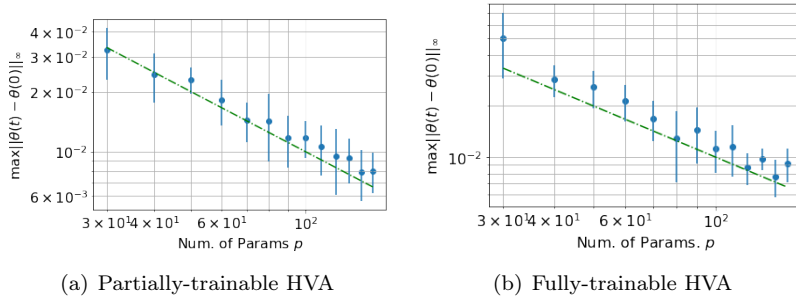 4 × 10⁻²
3 × 10⁻²
2 × 10⁻²
10⁻²
6 × 10⁻³
max||θ(t) − θ(0)||∞
3 × 10¹ 4 × 10¹ 6 × 10¹ 10²
Num. of Params p
(a) Partially-trainable HVA
10⁻²
max||θ(t) − θ(0)||∞
3 × 10¹ 4 × 10¹ 6 × 10¹ 10²
Num. of Params. p
(b) Fully-trainable HVA